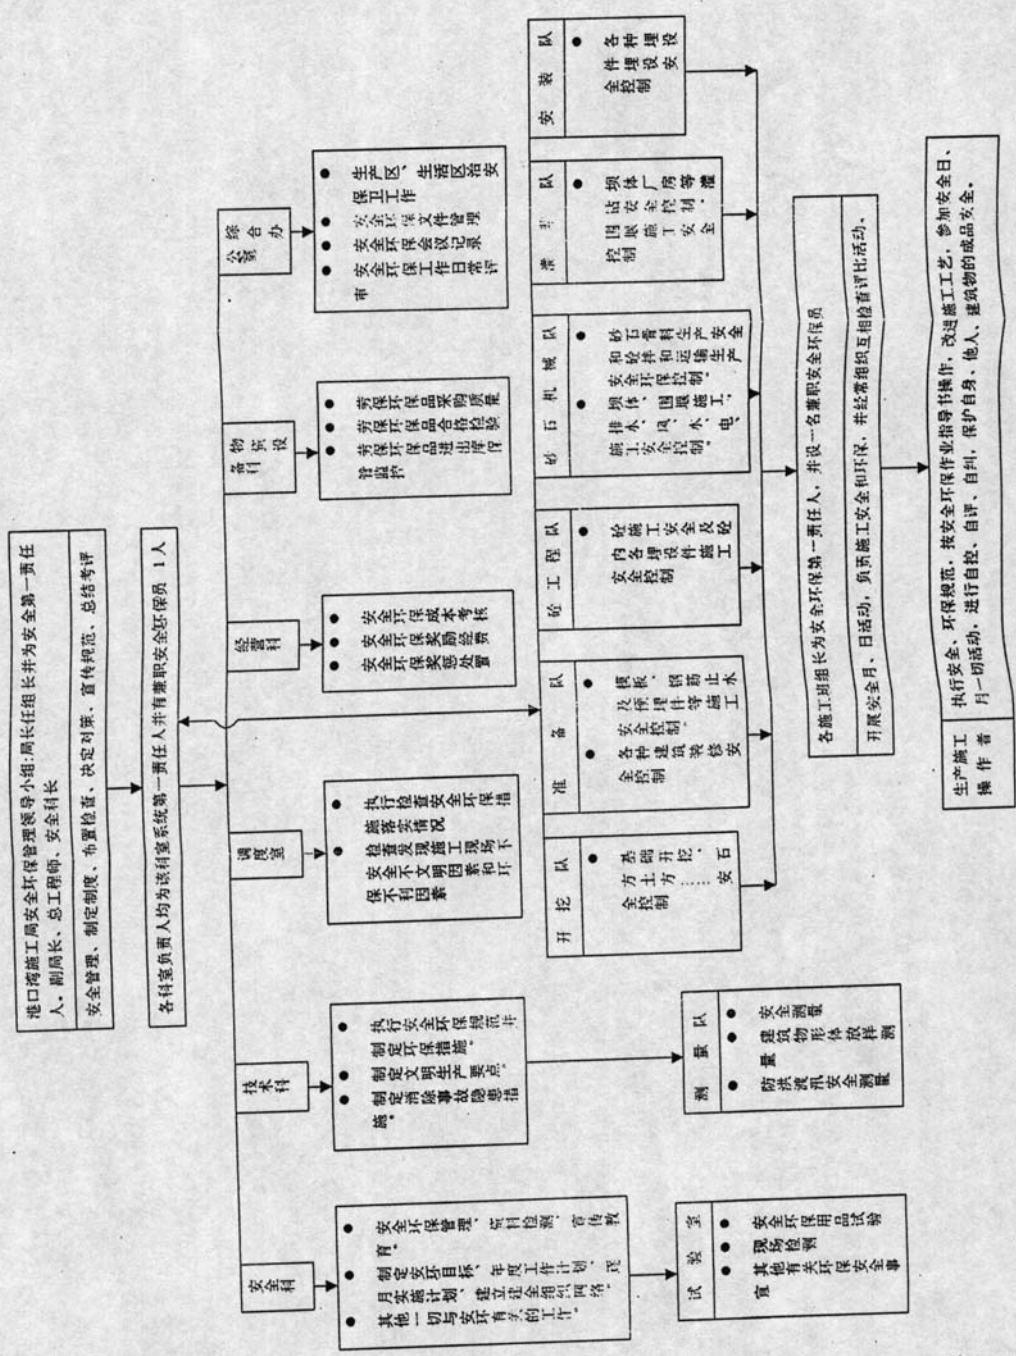 港口湾施工局安全环保管理领导小组:局长任组长并为安全第一责任
人。副局长、总工程师、安全科长
安全管理、制定制度、布置检查、决定对策、宣传规范、总结考评
各科室负责人均为该科室系统第一责任人并有兼职安全环保员 1 人
安全科
技术科
调度室
经营科
物资设
备科
综合办
公室
● 安全环保管理、资料检测、宣传教
育。
● 制定安环目标、年度工作计划、
月实施计划、建立健全组织网络。
● 其他一切与安环有关的工作。
● 执行安全环保规范并
制定环保措施。
● 制定文明生产要点。
● 制定消除事故隐患措
施。
● 执行检查安全环保措
施落实情况
● 检查发现施工现场不
安全不文明因素和环
保不利因素
● 安全环保成本考核
● 安全环保奖励经费
● 安全环保奖惩处置
● 劳保环保品采购质量
● 劳保环保品合格检验
● 劳保环保品进出库保
管监控
● 生产区、生活区治安
保卫工作
● 安全环保文件管理
● 安全环保会议记录
● 安全环保工作日常评
审
试验室
● 安全环保用品试验
● 现场检测
● 其他有关环保安全事
宜
测量队
● 安全测量
● 建筑物形体放样测
量
● 防洪渡汛安全测量
开挖队
● 基础开挖、石
方土方……安
全控制
准备队
● 模板、钢筋止水
及预埋件等施工
安全控制。
● 各种建筑装修安
全控制
砼工程队
● 砼施工安全及砼
内各埋设件施工
安全控制
砂石机械队
● 砂石骨料生产安全
和砼拌和运输生产
安全环保控制。
● 坝体、围堰施工、
排水、风、水、电、
施工安全控制。
灌浆队
● 坝体厂房等灌
浆安全控制。
围堰施工安全
控制
安装队
● 各种埋设
件埋设安
全控制
各施工班组长为安全环保第一责任人,并设一名兼职安全环保员
开展安全月、日活动,负责施工安全和环保,并经常组织互相检查评比活动。
生产施工
操作者
执行安全、环保规范,按安全环保作业指导书操作,改进施工工艺,参加安全日、
月一切活动,进行自控、自评、自纠,保护自身、他人、建筑物的成品安全。